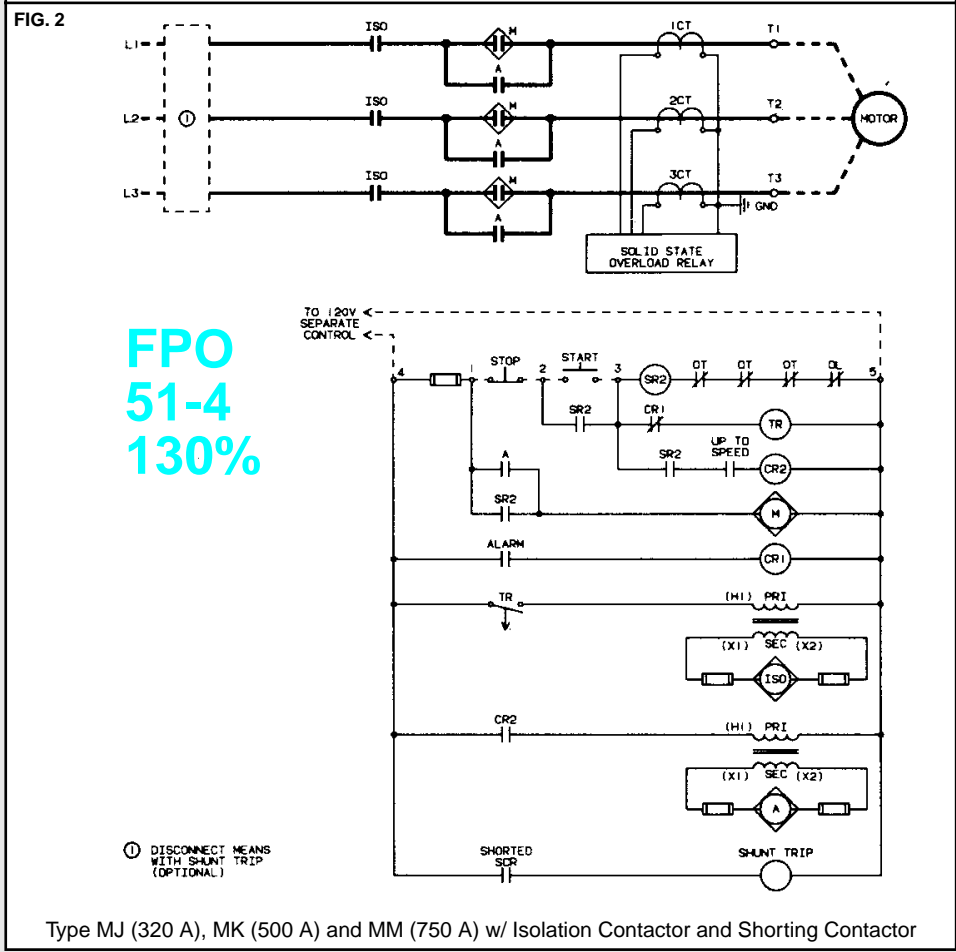 FIG. 2
ISO M 1CT T1
L1
A
ISO M 2CT T2
L2 1 MOTOR
A
ISO M 3CT T3
L3
A GND
SOLID STATE
OVERLOAD RELAY
TO 120V
SEPARATE
CONTROL
FPO
51-4
130%
4 1 STOP 2 START 3 SR2 OT OT OT OL 5
SR2 CR1 TR
A SR2 UP TO
SPEED CR2
SR2 M
ALARM CR1
TR (H1) PRI
(X1) SEC (X2)
ISO
CR2 (H1) PRI
(X1) SEC (X2)
A
1 DISCONNECT MEANS
WITH SHUNT TRIP
(OPTIONAL)
SHORTED
SCR
SHUNT TRIP
Type MJ (320 A), MK (500 A) and MM (750 A) w/ Isolation Contactor and Shorting Contactor